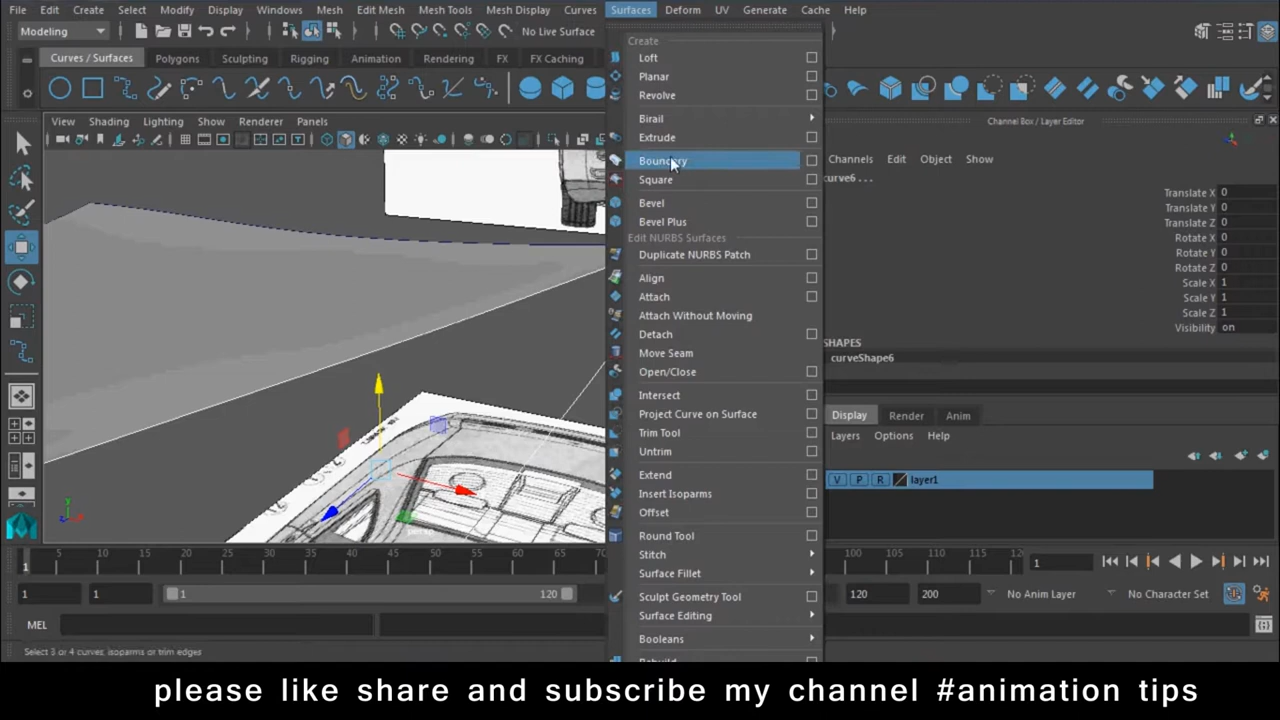 File Edit Create Select Modify Display Windows Mesh Edit Mesh Mesh Tools Mesh Display Curves Surfaces Deform UV Generate Cache Help
Modeling No Live Surface
Curves / Surfaces Polygons Sculpting Rigging Animation Rendering FX FX Caching
View Shading Lighting Show Renderer Panels
Create
Loft
Planar
Revolve
Birail
Extrude
Boundary
Square
Bevel
Bevel Plus
Edit NURBS Surfaces
Duplicate NURBS Patch
Align
Attach
Attach Without Moving
Detach
Move Seam
Open/Close
Intersect
Project Curve on Surface
Trim Tool
Untrim
Extend
Insert Isoparms
Offset
Round Tool
Stitch
Surface Fillet
Sculpt Geometry Tool
Surface Editing
Booleans
Rebuild
Channel Box / Layer Editor
Channels Edit Object Show
curve6 . . .
Translate X 0
Translate Y 0
Translate Z 0
Rotate X 0
Rotate Y 0
Rotate Z 0
Scale X 1
Scale Y 1
Scale Z 1
Visibility on
SHAPES
curveShape6
Display Render Anim
Layers Options Help
V P R layer1
persp
5 10 15 20 25 30 35 40 45 50 55 60 65 70 100 105 110 115 12
1 1
1 1 1 120 120 200 No Anim Layer No Character Set
MEL
Select 3 or 4 curves, isoparms or trim edges
please like share and subscribe my channel #animation tips